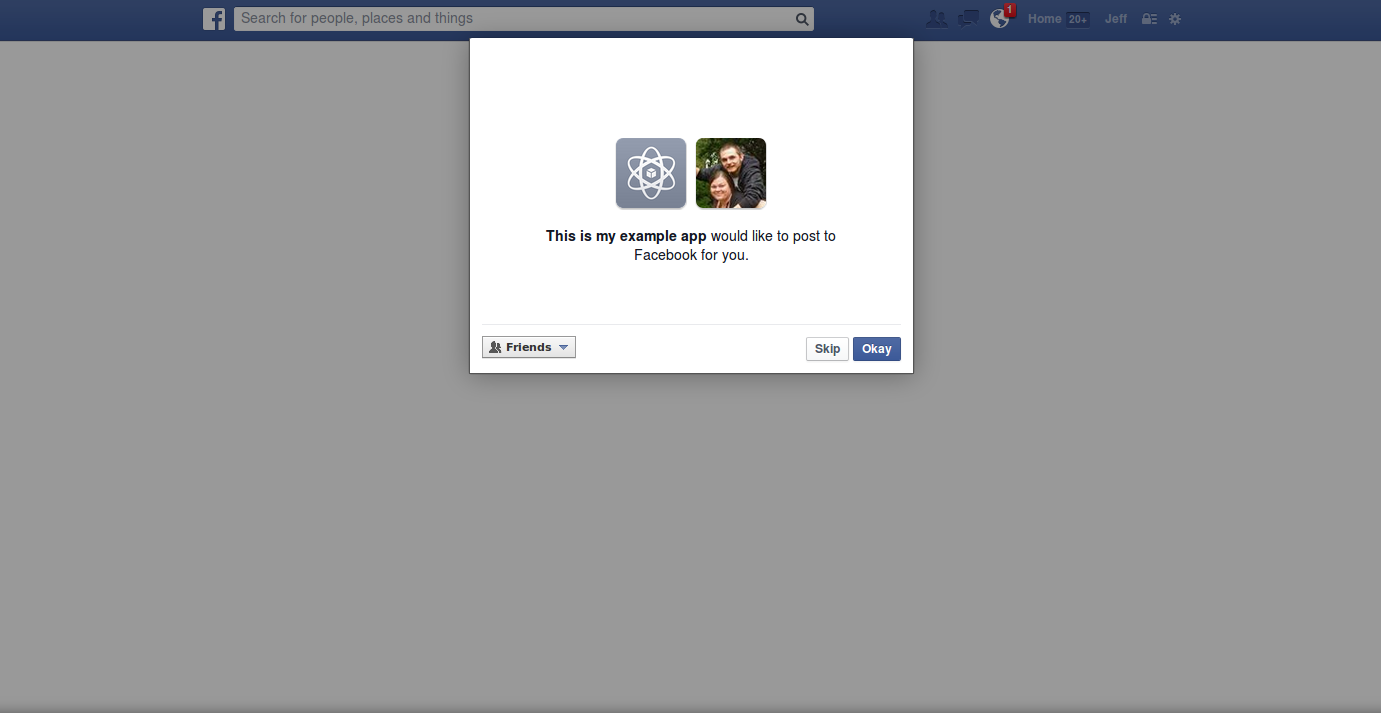 Search for people, places and things
1
Home 20+ Jeff
This is my example app would like to post to
Facebook for you.
Friends
Skip Okay